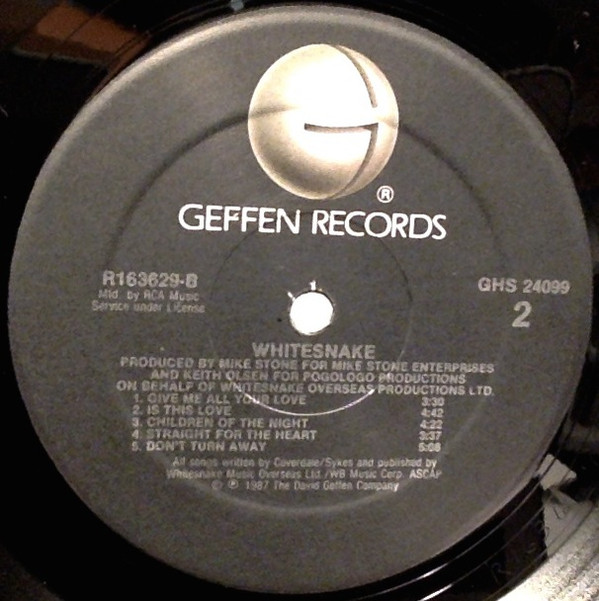 G
®
GEFFEN RECORDS
R163629-B
Mfd. by RCA Music
Service under License
GHS 24099
2
WHITESNAKE
PRODUCED BY MIKE STONE FOR MIKE STONE ENTERPRISES
AND KEITH OLSEN FOR POGOLOGO PRODUCTIONS
ON BEHALF OF WHITESNAKE OVERSEAS PRODUCTIONS LTD.
1. GIVE ME ALL YOUR LOVE 3:30
2. IS THIS LOVE 4:42
3. CHILDREN OF THE NIGHT 4:22
4. STRAIGHT FOR THE HEART 3:37
5. DON'T TURN AWAY 5:08
All songs written by Coverdale/Sykes and published by
Whitesnake Music Overseas Ltd./WB Music Corp. ASCAP
© ℗ 1987 The David Geffen Company